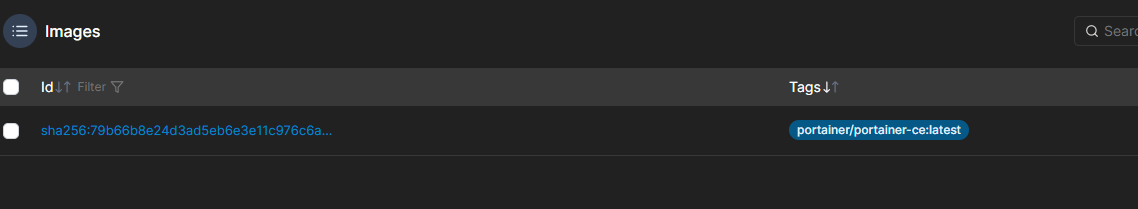 Images
Search
Id Filter Tags
sha256:79b66b8e24d3ad5eb6e3e11c976c6a... portainer/portainer-ce:latest